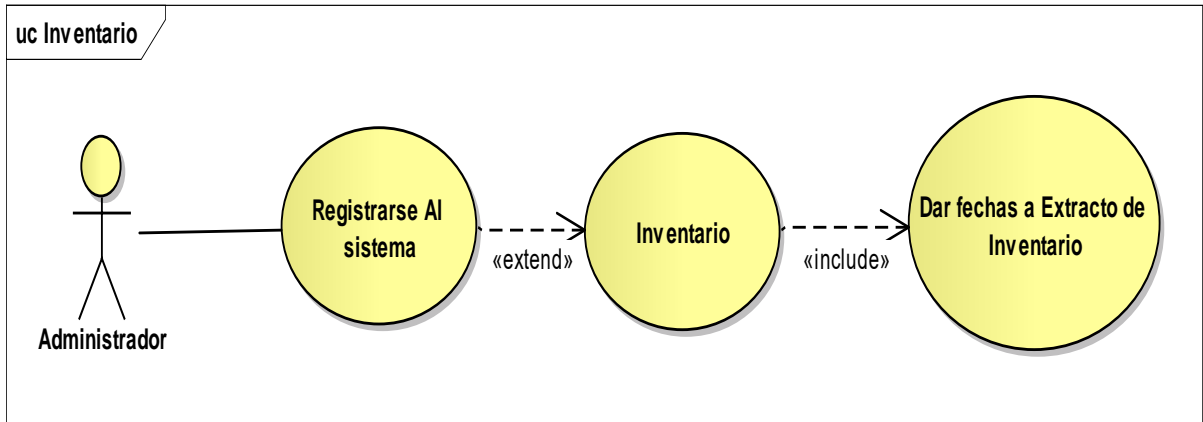 uc Inventario
Registrarse Al
sistema
«extend»
Inventario
«include»
Dar fechas a Extracto de
Inventario
Administrador